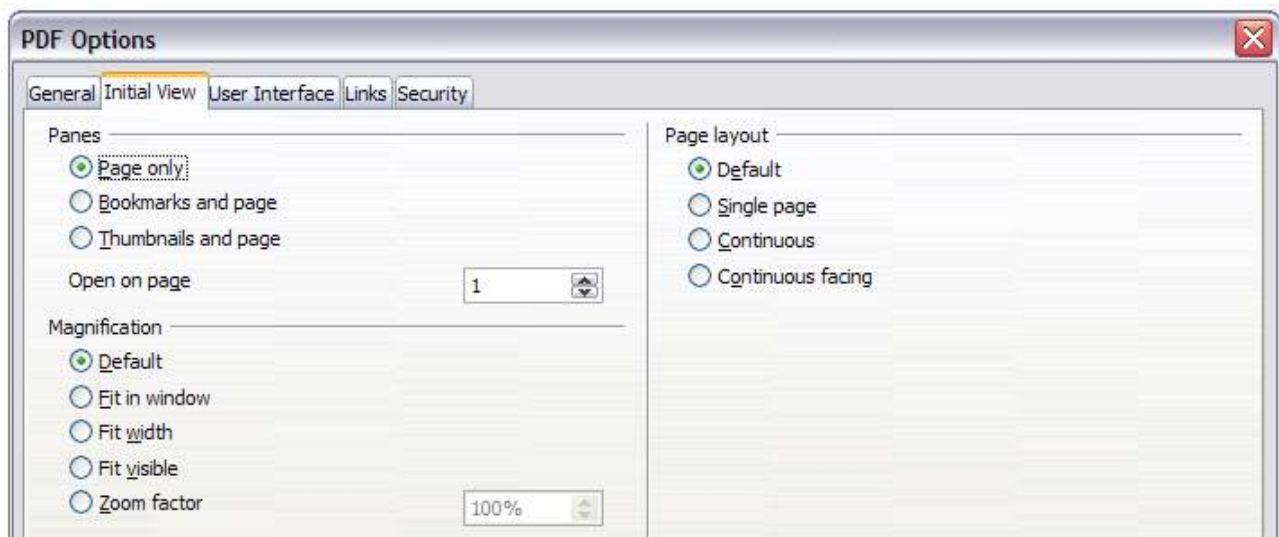 PDF Options
General Initial View User Interface Links Security
Panes
Page only
Bookmarks and page
Thumbnails and page
Open on page 1
Magnification
Default
Fit in window
Fit width
Fit visible
Zoom factor 100%
Page layout
Default
Single page
Continuous
Continuous facing